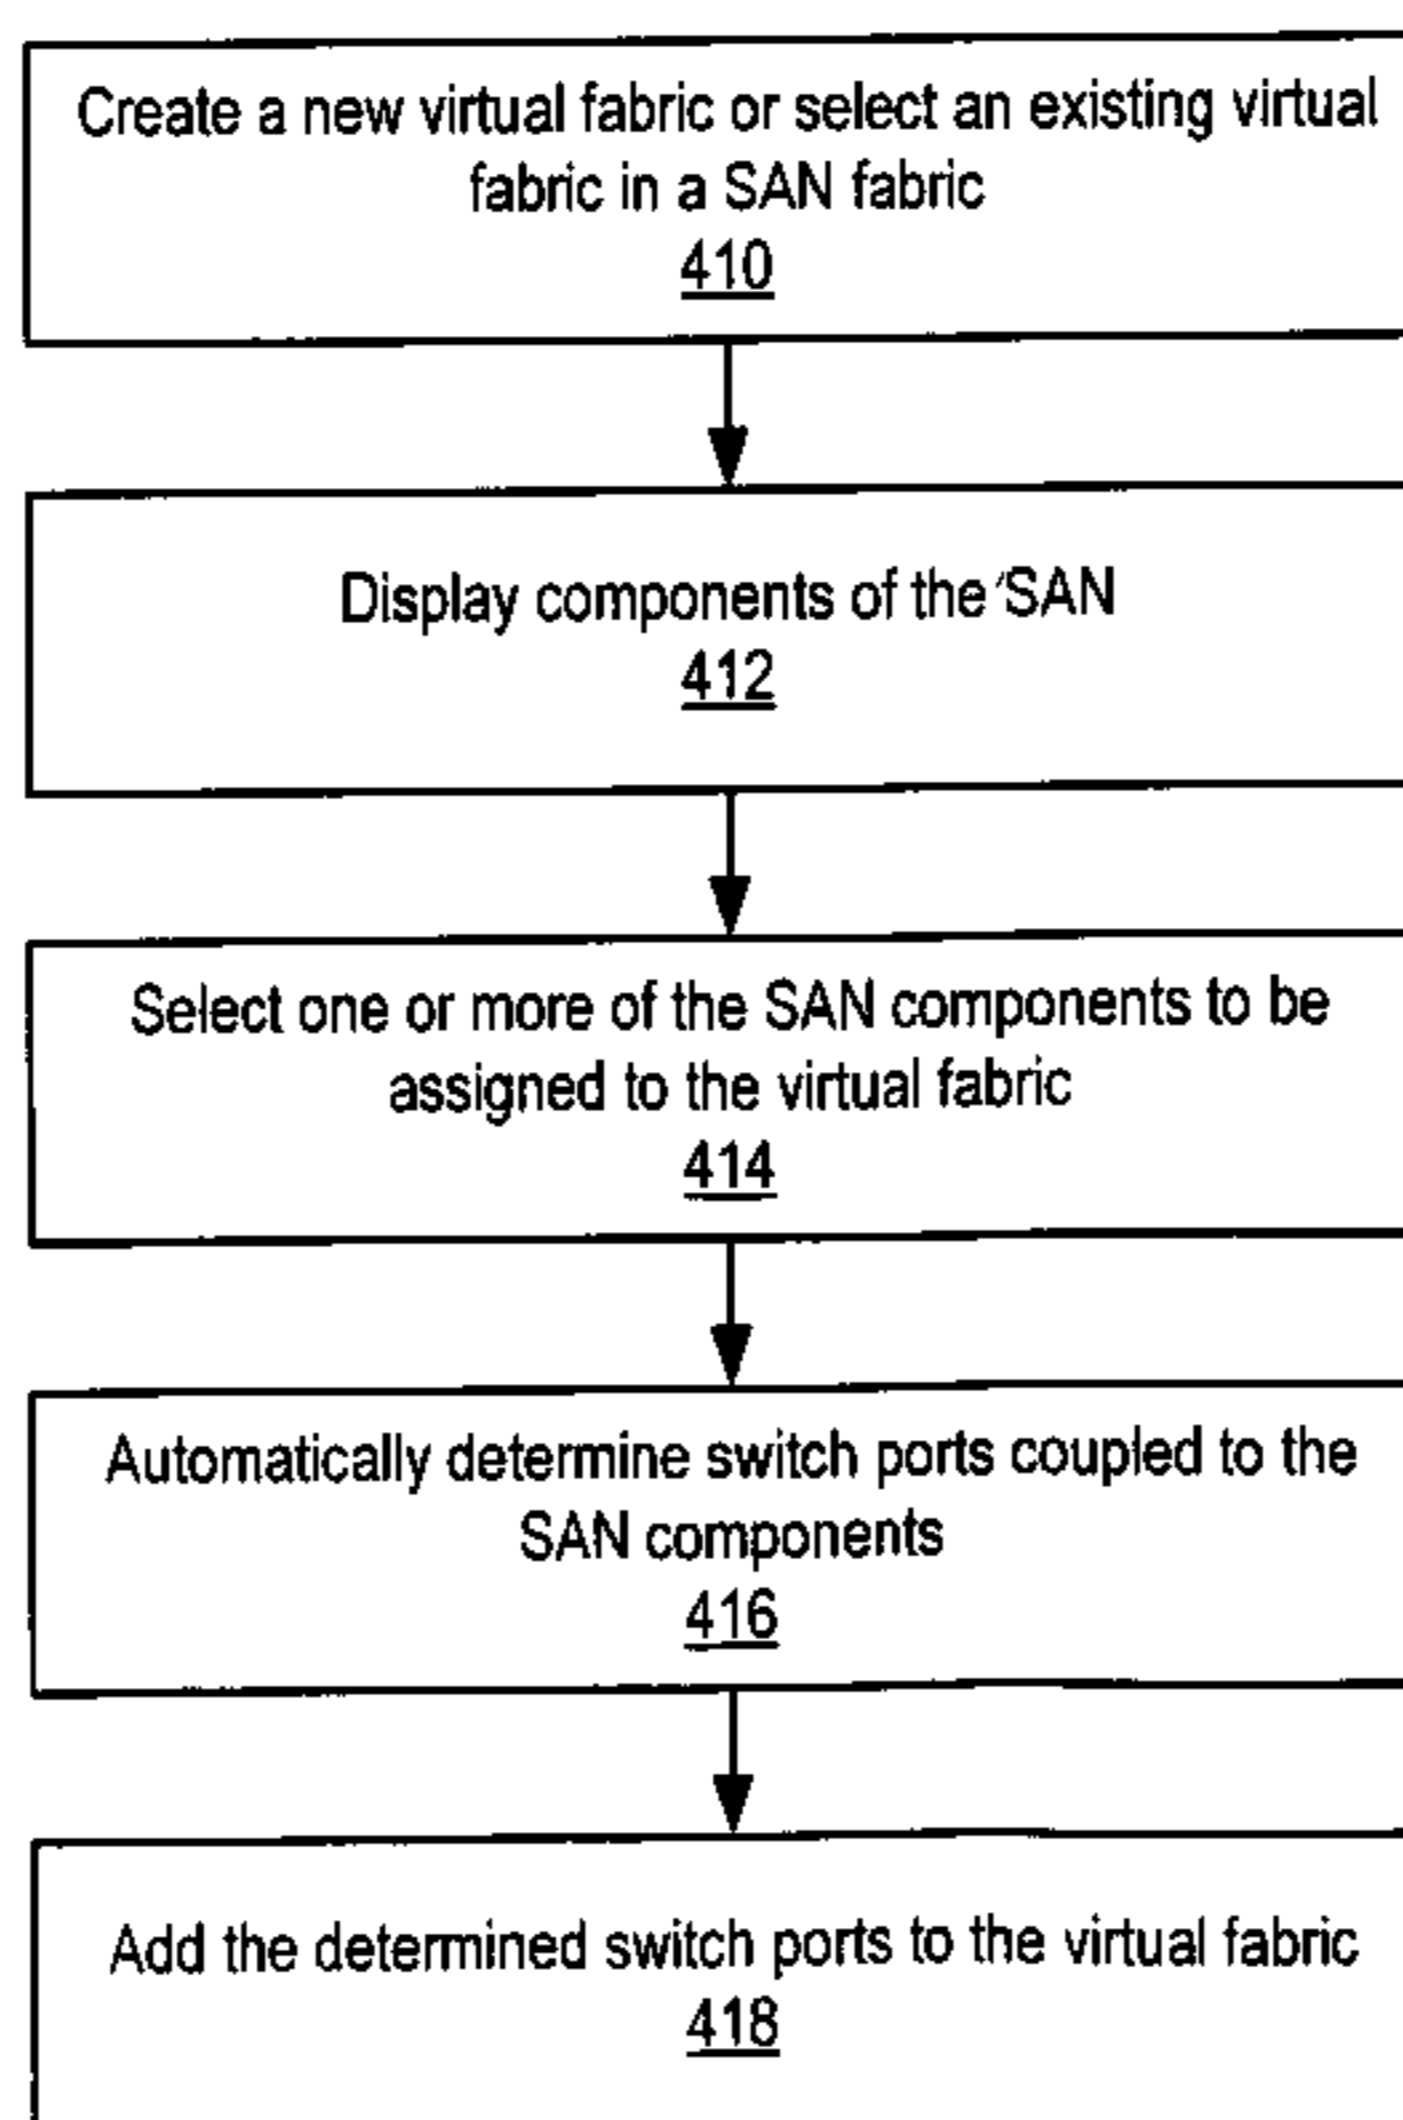 Create a new virtual fabric or select an existing virtual
fabric in a SAN fabric
410
Display components of the SAN
412
Select one or more of the SAN components to be
assigned to the virtual fabric
414
Automatically determine switch ports coupled to the
SAN components
416
Add the determined switch ports to the virtual fabric
418